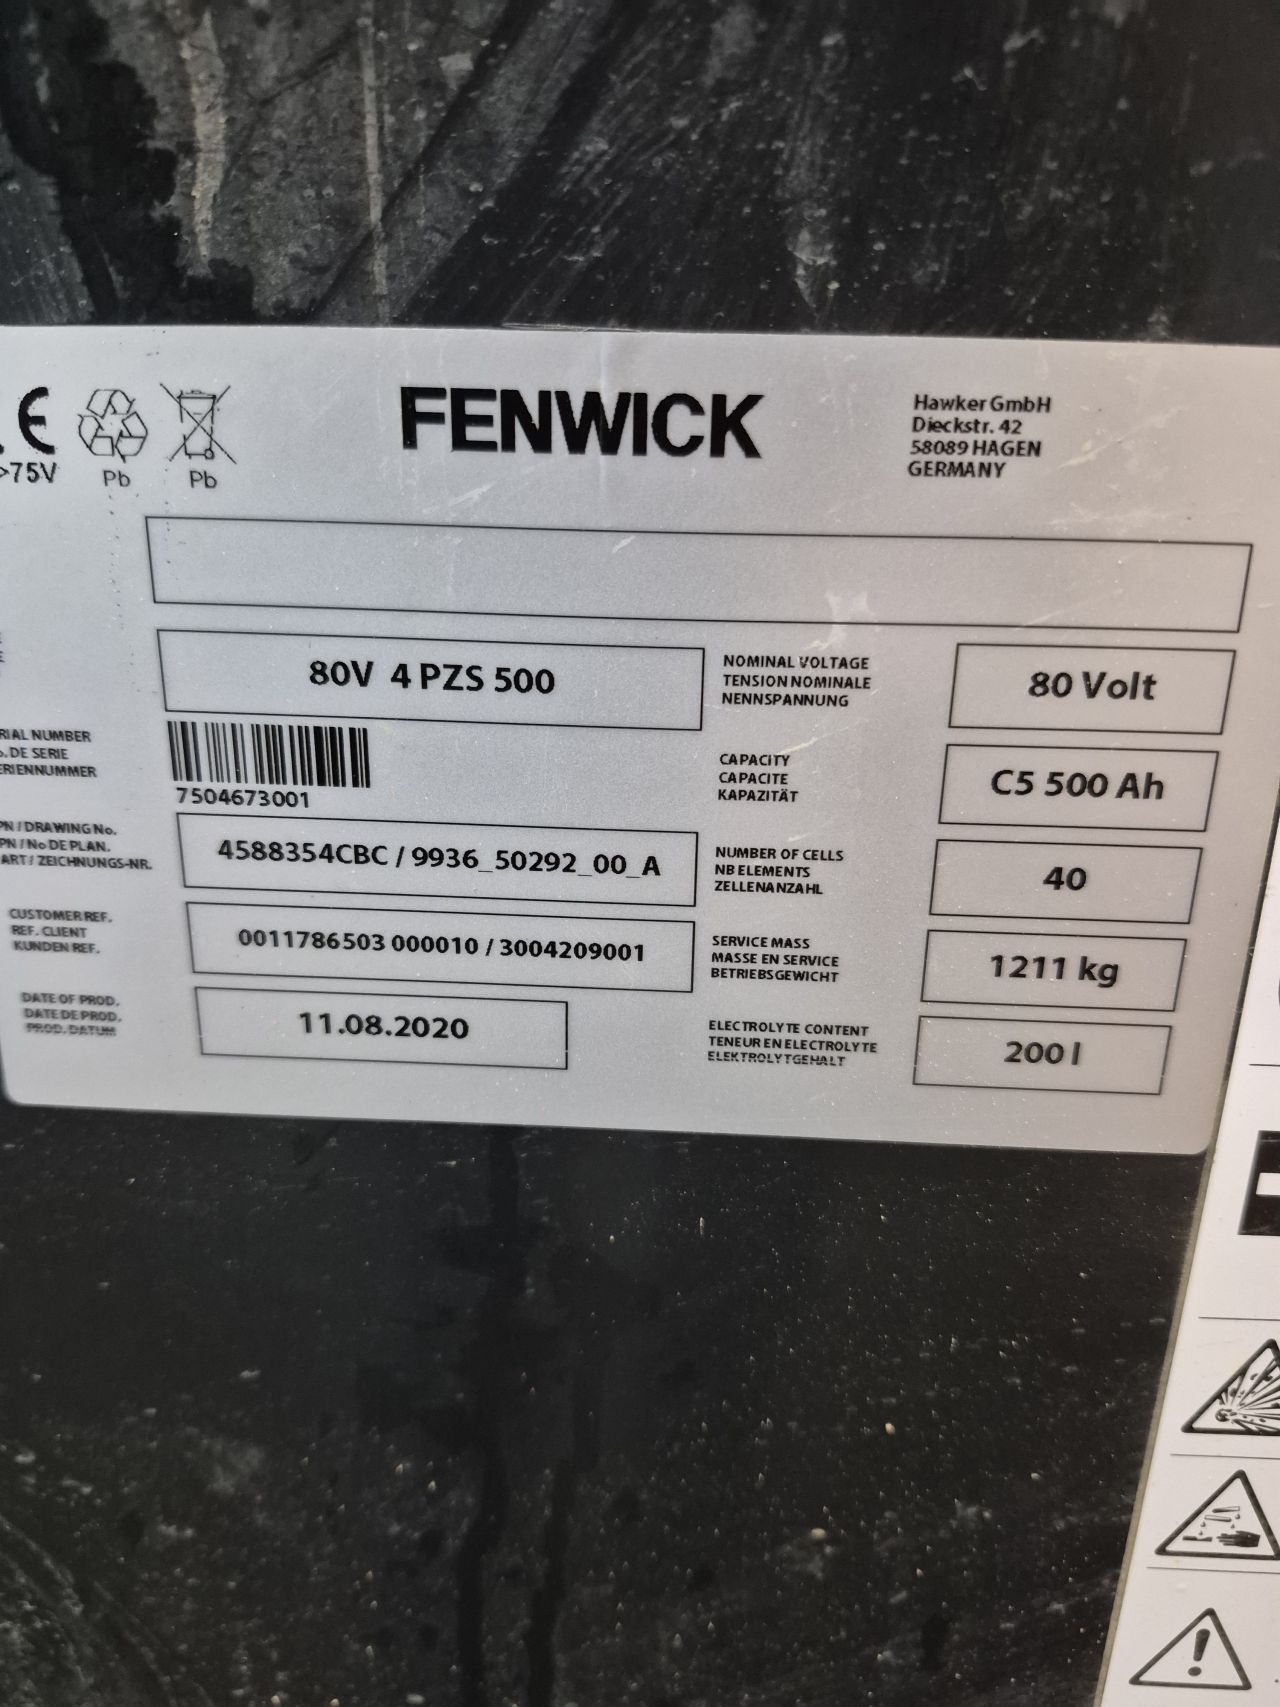 >75V
Pb
Pb
FENWICK
Hawker GmbH
Dieckstr. 42
58089 HAGEN
GERMANY
80V 4 PZS 500
NOMINAL VOLTAGE
TENSION NOMINALE
NENNSPANNUNG
80 Volt
RIAL NUMBER
.DE SERIE
ERIENNUMMER
7504673001
CAPACITY
CAPACITE
KAPAZITÄT
C5 500 Ah
PN / DRAWING No.
PN / No DE PLAN.
ART / ZEICHNUNGS-NR.
4588354CBC / 9936_50292_00_A
NUMBER OF CELLS
NB ELEMENTS
ZELLENANZAHL
40
CUSTOMER REF.
REF. CLIENT
KUNDEN REF.
0011786503 000010 / 3004209001
SERVICE MASS
MASSE EN SERVICE
BETRIEBSGEWICHT
1211 kg
DATE OF PROD.
DATE DE PROD.
PROD. DATUM
11.08.2020
ELECTROLYTE CONTENT
TENEUR EN ELECTROLYTE
ELEKTROLYTGEHALT
200 l